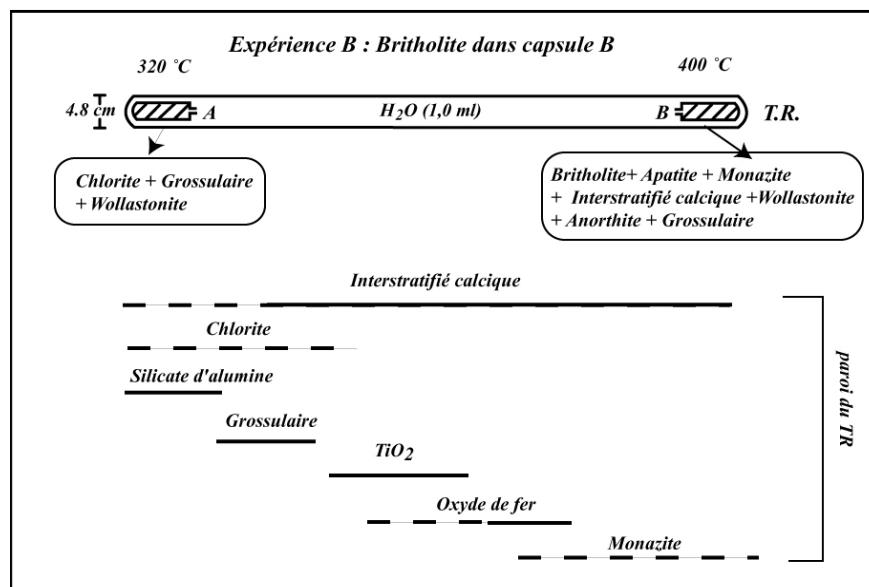 Expérience B : Britholite dans capsule B
320 °C
400 °C
4.8 cm
A
H2O (1,0 ml)
B
T.R.
Chlorite + Grossulaire
+ Wollastonite
Britholite+ Apatite + Monazite
+ Interstratifié calcique +Wollastonite
+ Anorthite + Grossulaire
Interstratifié calcique
Chlorite
Silicate d'alumine
Grossulaire
TiO2
Oxyde de fer
Monazite
paroi du TR